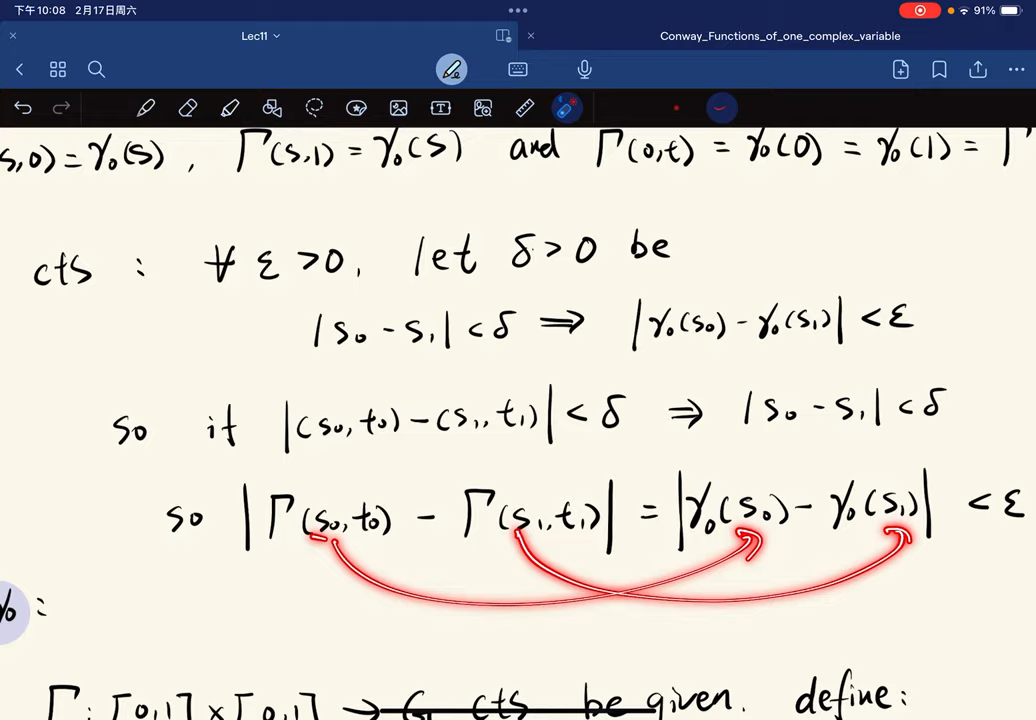 下午10:08 2月17日周六
91%
Lec11
Conway_Functions_of_one_complex_variable
s,0) = γ₀(s), Γ(s,1) = γ₀(s) and Γ(0,t) = γ₀(0) = γ₀(1) = Γ
cts : ∀ ε > 0, let δ > 0 be
|s₀ - s₁| < δ ⇒ |γ₀(s₀) - γ₀(s₁)| < ε
so if |(s₀,t₀) - (s₁,t₁)| < δ ⇒ |s₀ - s₁| < δ
so |Γ(s₀,t₀) - Γ(s₁,t₁)| = |γ₀(s₀) - γ₀(s₁)| < ε
Γ: [0,1] × [0,1] → G cts be given. define: